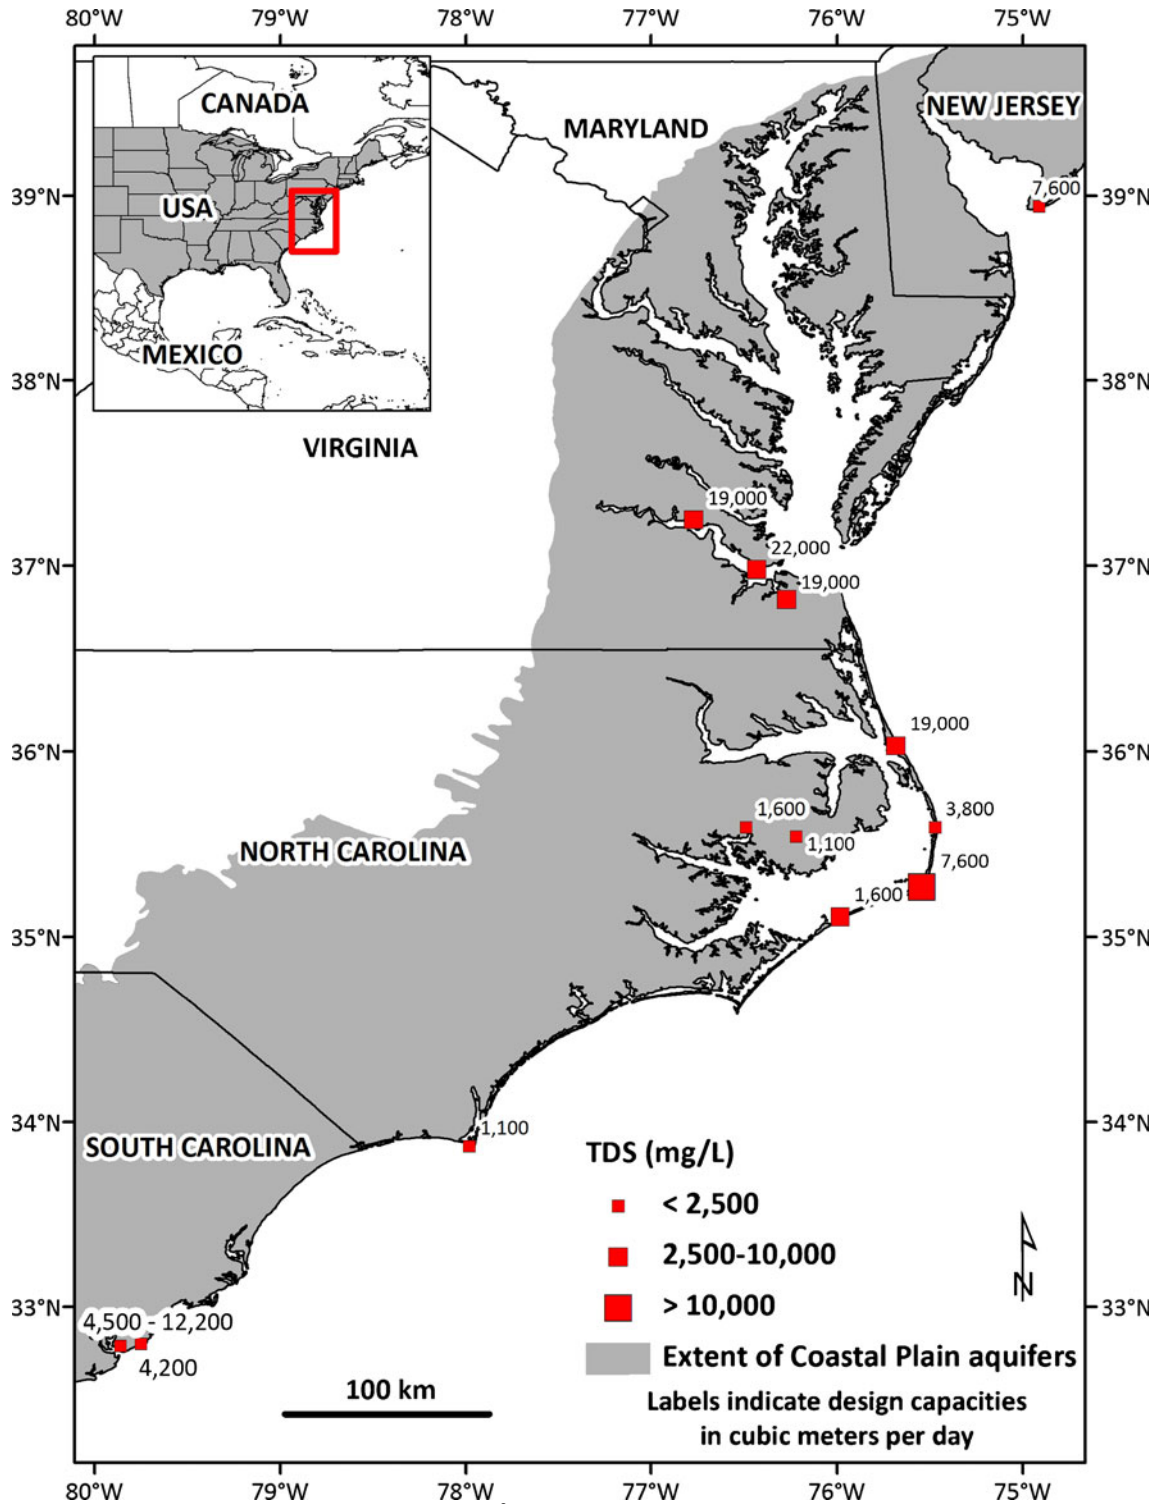 80°W 79°W 78°W 77°W 76°W 75°W
CANADA
USA
MEXICO
MARYLAND
NEW JERSEY
39°N 7,600 39°N
38°N 38°N
VIRGINIA
19,000
22,000
37°N 37°N
19,000
19,000
36°N 36°N
1,600 3,800
1,100
NORTH CAROLINA
7,600
1,600
35°N 35°N
34°N 34°N
1,100
SOUTH CAROLINA
TDS (mg/L)
< 2,500
2,500-10,000
> 10,000
N
33°N 33°N
4,500 - 12,200
4,200
Extent of Coastal Plain aquifers
100 km
Labels indicate design capacities
in cubic meters per day
80°W 79°W 78°W 77°W 76°W 75°W